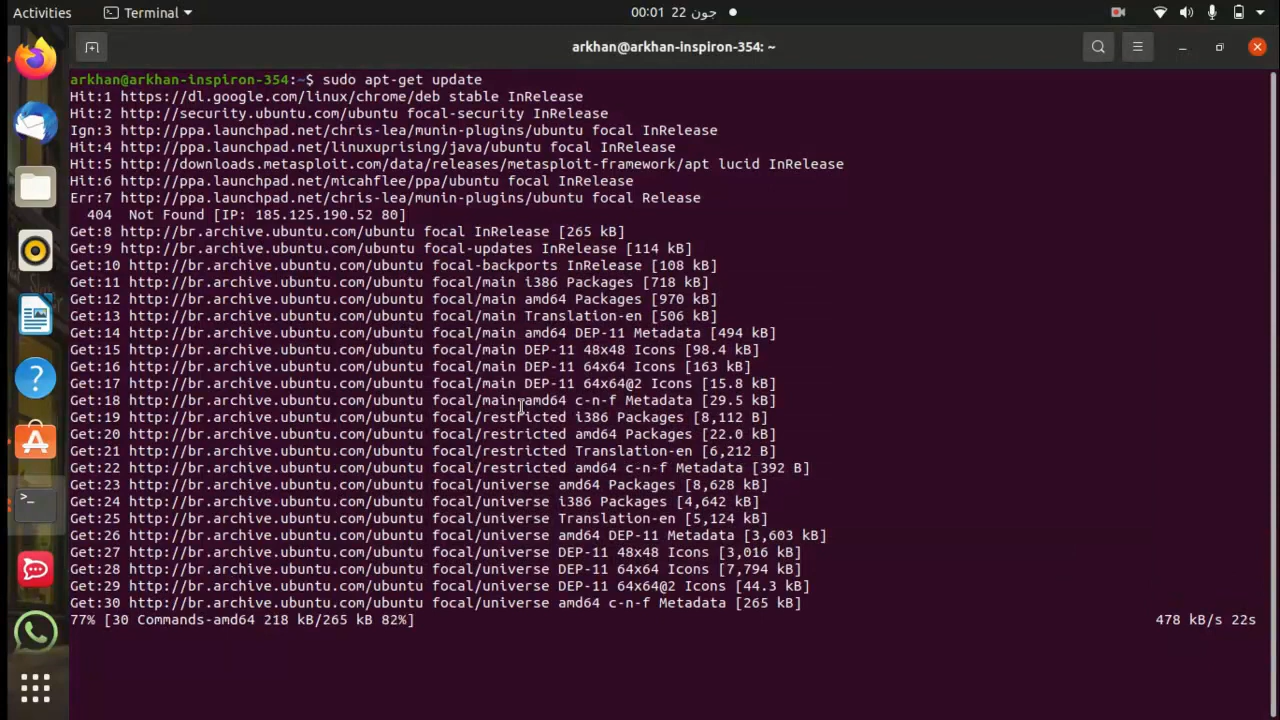 Activities
Terminal
00:01 22 جون
arkhan@arkhan-inspiron-354: ~
arkhan@arkhan-inspiron-354:~$ sudo apt-get update
Hit:1 https://dl.google.com/linux/chrome/deb stable InRelease
Hit:2 http://security.ubuntu.com/ubuntu focal-security InRelease
Ign:3 http://ppa.launchpad.net/chris-lea/munin-plugins/ubuntu focal InRelease
Hit:4 http://ppa.launchpad.net/linuxuprising/java/ubuntu focal InRelease
Hit:5 http://downloads.metasploit.com/data/releases/metasploit-framework/apt lucid InRelease
Hit:6 http://ppa.launchpad.net/micahflee/ppa/ubuntu focal InRelease
Err:7 http://ppa.launchpad.net/chris-lea/munin-plugins/ubuntu focal Release
  404  Not Found [IP: 185.125.190.52 80]
Get:8 http://br.archive.ubuntu.com/ubuntu focal InRelease [265 kB]
Get:9 http://br.archive.ubuntu.com/ubuntu focal-updates InRelease [114 kB]
Get:10 http://br.archive.ubuntu.com/ubuntu focal-backports InRelease [108 kB]
Get:11 http://br.archive.ubuntu.com/ubuntu focal/main i386 Packages [718 kB]
Get:12 http://br.archive.ubuntu.com/ubuntu focal/main amd64 Packages [970 kB]
Get:13 http://br.archive.ubuntu.com/ubuntu focal/main Translation-en [506 kB]
Get:14 http://br.archive.ubuntu.com/ubuntu focal/main amd64 DEP-11 Metadata [494 kB]
Get:15 http://br.archive.ubuntu.com/ubuntu focal/main DEP-11 48x48 Icons [98.4 kB]
Get:16 http://br.archive.ubuntu.com/ubuntu focal/main DEP-11 64x64 Icons [163 kB]
Get:17 http://br.archive.ubuntu.com/ubuntu focal/main DEP-11 64x64@2 Icons [15.8 kB]
Get:18 http://br.archive.ubuntu.com/ubuntu focal/main amd64 c-n-f Metadata [29.5 kB]
Get:19 http://br.archive.ubuntu.com/ubuntu focal/restricted i386 Packages [8,112 B]
Get:20 http://br.archive.ubuntu.com/ubuntu focal/restricted amd64 Packages [22.0 kB]
Get:21 http://br.archive.ubuntu.com/ubuntu focal/restricted Translation-en [6,212 B]
Get:22 http://br.archive.ubuntu.com/ubuntu focal/restricted amd64 c-n-f Metadata [392 B]
Get:23 http://br.archive.ubuntu.com/ubuntu focal/universe amd64 Packages [8,628 kB]
Get:24 http://br.archive.ubuntu.com/ubuntu focal/universe i386 Packages [4,642 kB]
Get:25 http://br.archive.ubuntu.com/ubuntu focal/universe Translation-en [5,124 kB]
Get:26 http://br.archive.ubuntu.com/ubuntu focal/universe amd64 DEP-11 Metadata [3,603 kB]
Get:27 http://br.archive.ubuntu.com/ubuntu focal/universe DEP-11 48x48 Icons [3,016 kB]
Get:28 http://br.archive.ubuntu.com/ubuntu focal/universe DEP-11 64x64 Icons [7,794 kB]
Get:29 http://br.archive.ubuntu.com/ubuntu focal/universe DEP-11 64x64@2 Icons [44.3 kB]
Get:30 http://br.archive.ubuntu.com/ubuntu focal/universe amd64 c-n-f Metadata [265 kB]
77% [30 Commands-amd64 218 kB/265 kB 82%] 478 kB/s 22s